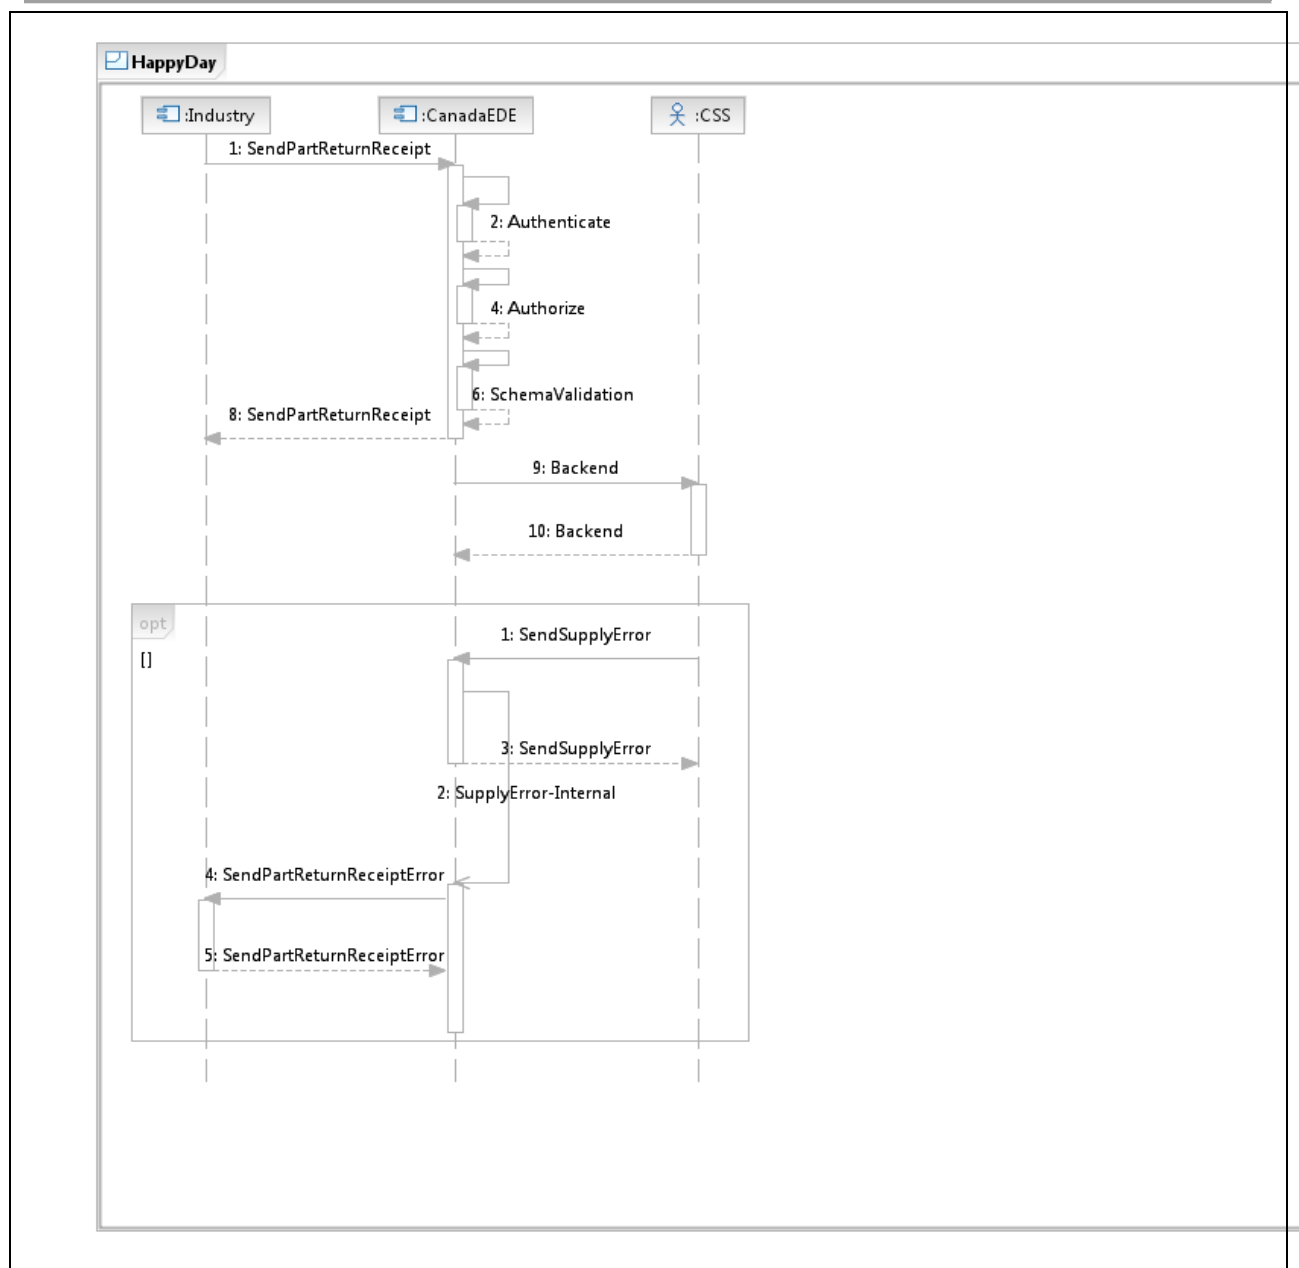 HappyDay
:Industry
:CanadaEDE
:CSS
1: SendPartReturnReceipt
2: Authenticate
4: Authorize
6: SchemaValidation
8: SendPartReturnReceipt
9: Backend
10: Backend
opt
1: SendSupplyError
[]
3: SendSupplyError
2: SupplyError-Internal
4: SendPartReturnReceiptError
5: SendPartReturnReceiptError